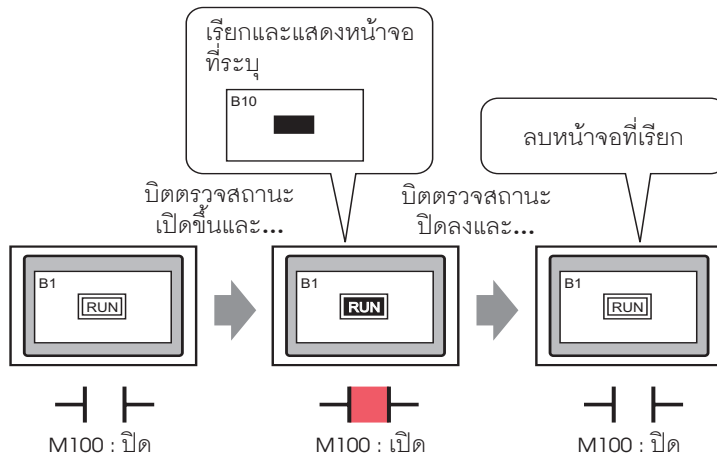 เรียกและแสดงหน้าจอ
ที่ระบุ
B10
ลบหน้าจอที่เรียก
บิตตรวจสถานะ
เปิดขึ้นและ...
บิตตรวจสถานะ
ปิดลงและ...
B1
RUN
B1
RUN
B1
RUN
M100 : ปิด
M100 : เปิด
M100 : ปิด